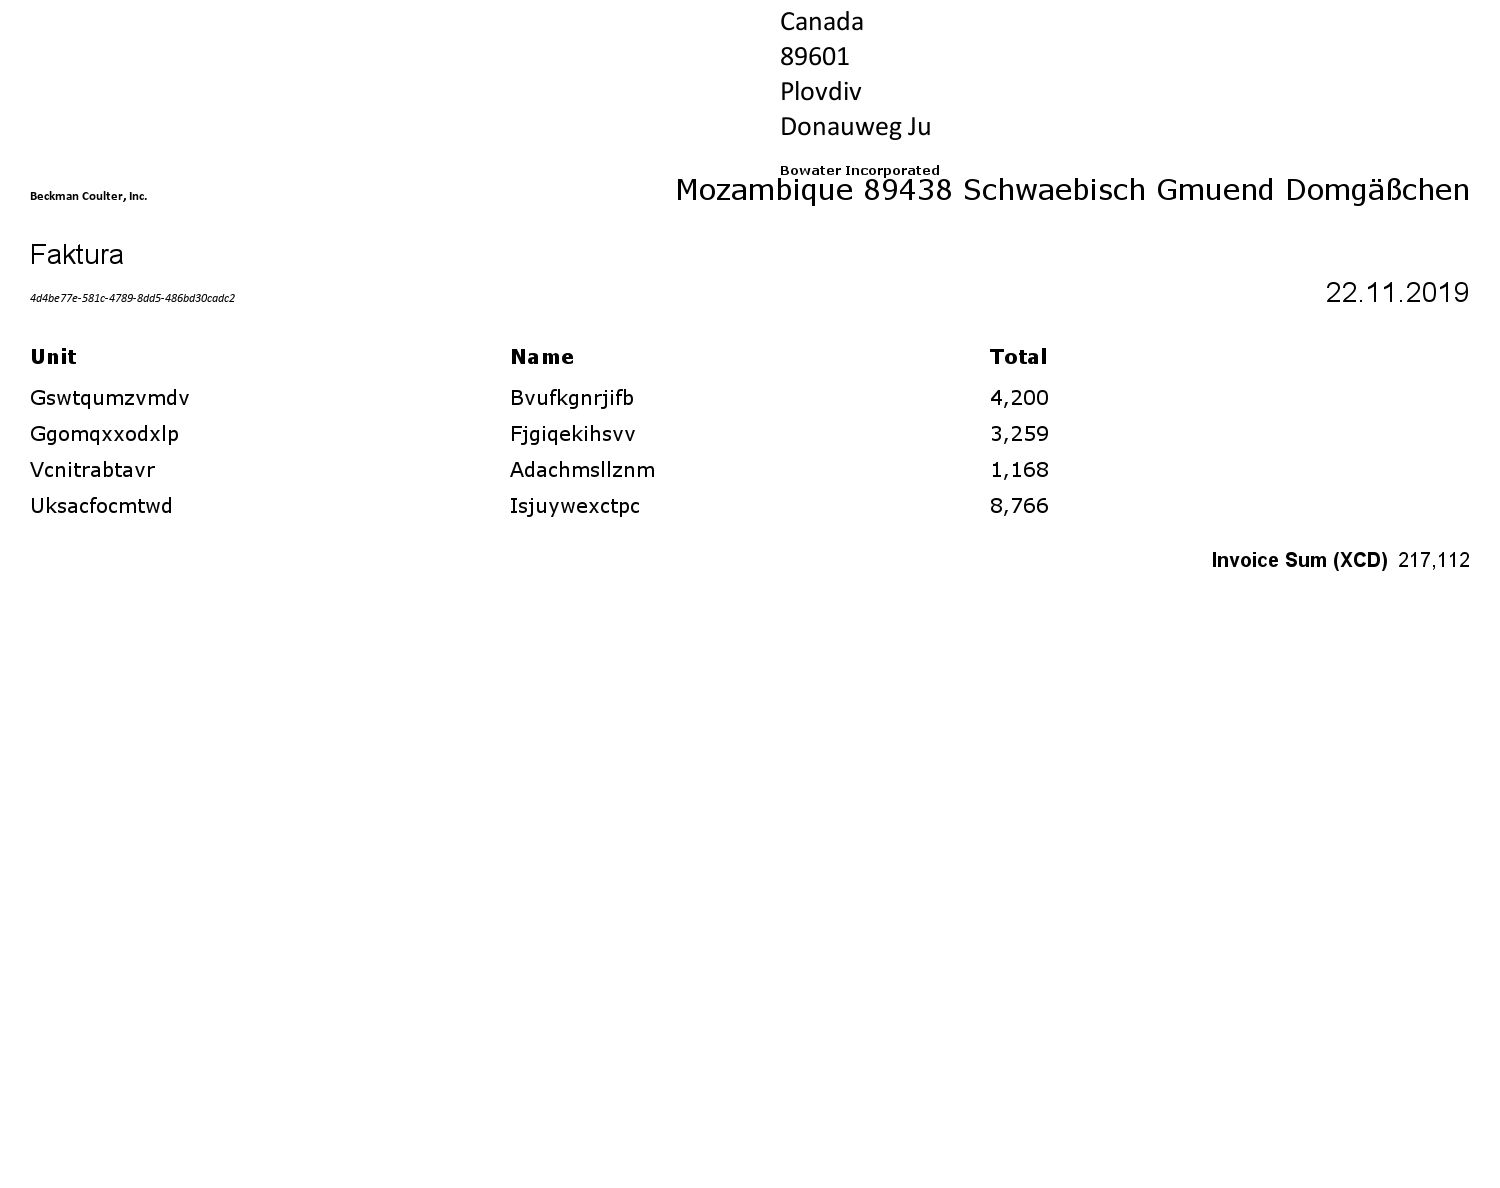 Canada
89601
Plovdiv
Donauweg Ju
Bowater Incorporated
Beckman Coulter, Inc.
Mozambique 89438 Schwaebisch Gmuend Domgäßchen
Faktura
4d4be77e-581c-4789-8dd5-486bd30cadc2
22.11.2019
Unit Name Total
Gswtqumzvmdv Bvufkgnrjifb 4,200
Ggomqxxodxlp Fjgiqekihsvv 3,259
Vcnitrabtavr Adachmsllznm 1,168
Uksacfocmtwd Isjuywexctpc 8,766
Invoice Sum (XCD) 217,112